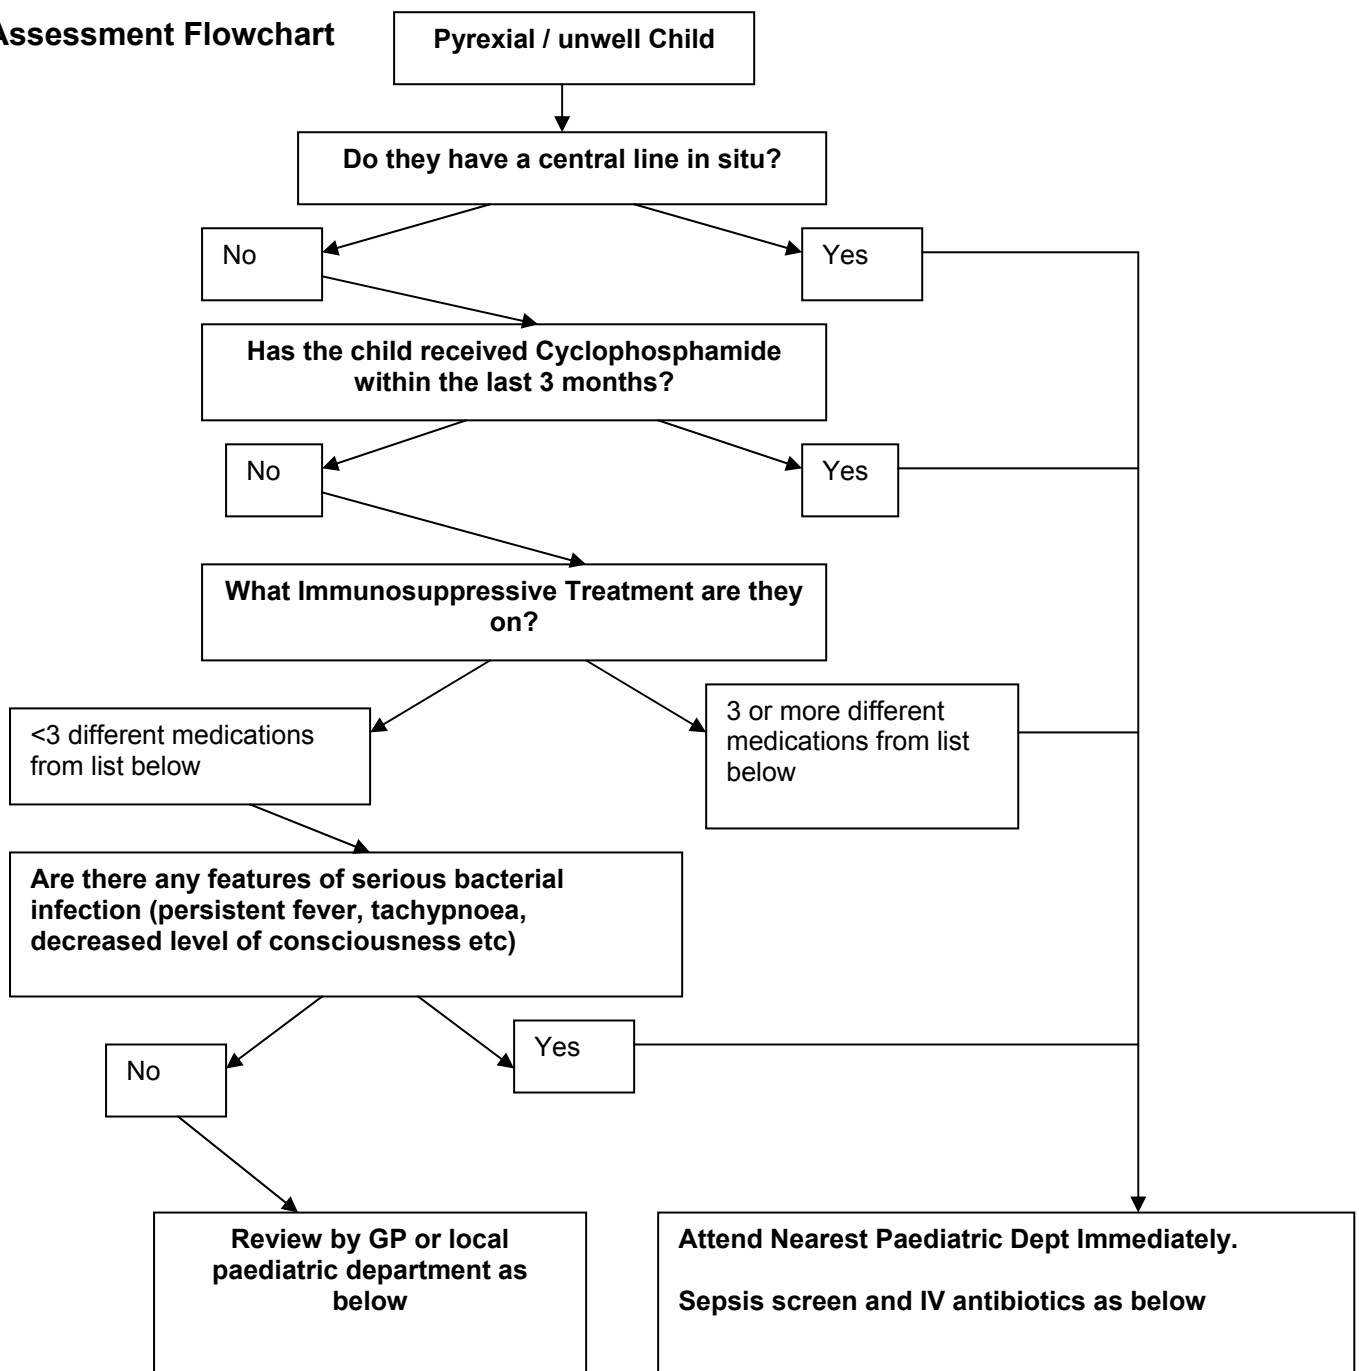 Assessment Flowchart
Pyrexial / unwell Child
Do they have a central line in situ?
No
Yes
Has the child received Cyclophosphamide
within the last 3 months?
No
Yes
What Immunosuppressive Treatment are they
on?
<3 different medications
from list below
3 or more different
medications from list
below
Are there any features of serious bacterial
infection (persistent fever, tachypnoea,
decreased level of consciousness etc)
No
Yes
Review by GP or local
paediatric department as
below
Attend Nearest Paediatric Dept Immediately.
Sepsis screen and IV antibiotics as below